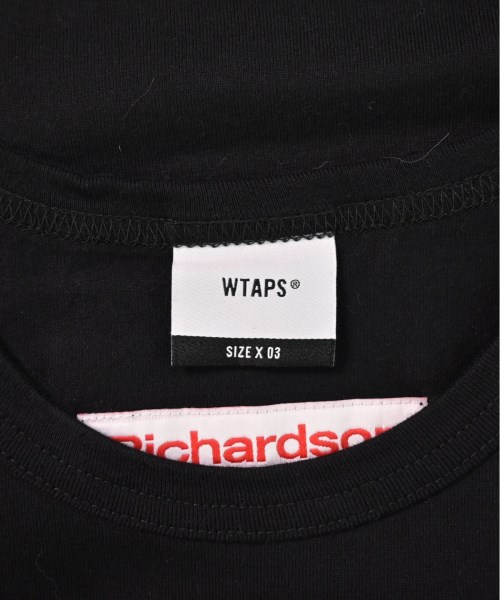 WTAPS®
SIZE X 03
Richardson